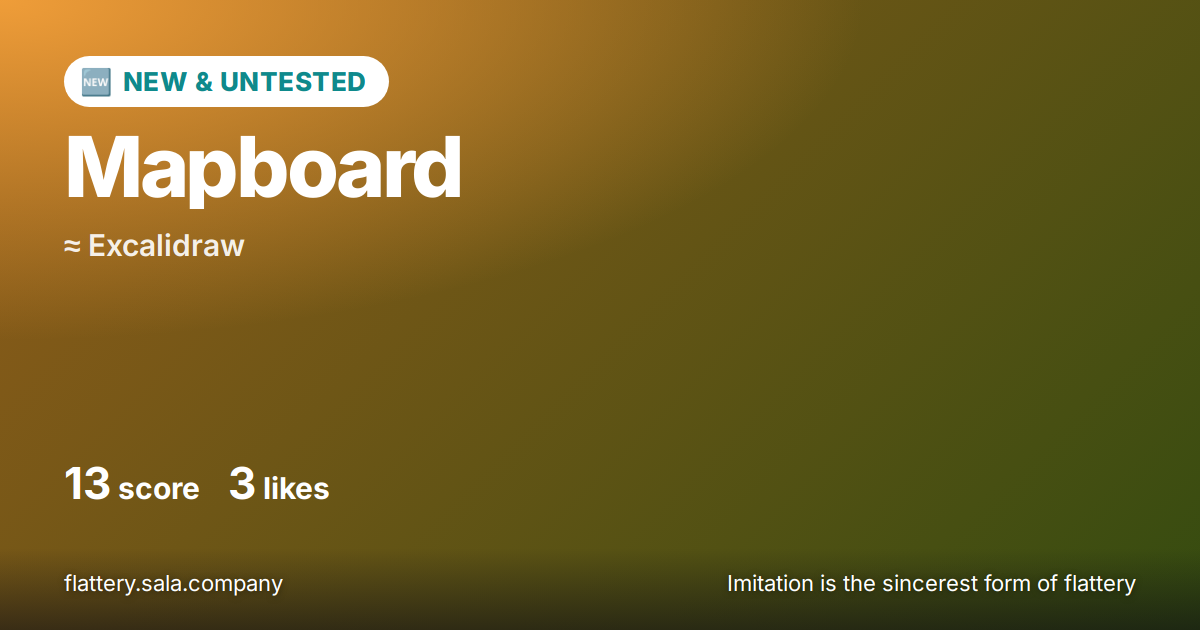 🆕 NEW & UNTESTED
Mapboard
≈ Excalidraw
13 score 3 likes
flattery.sala.company
Imitation is the sincerest form of flattery